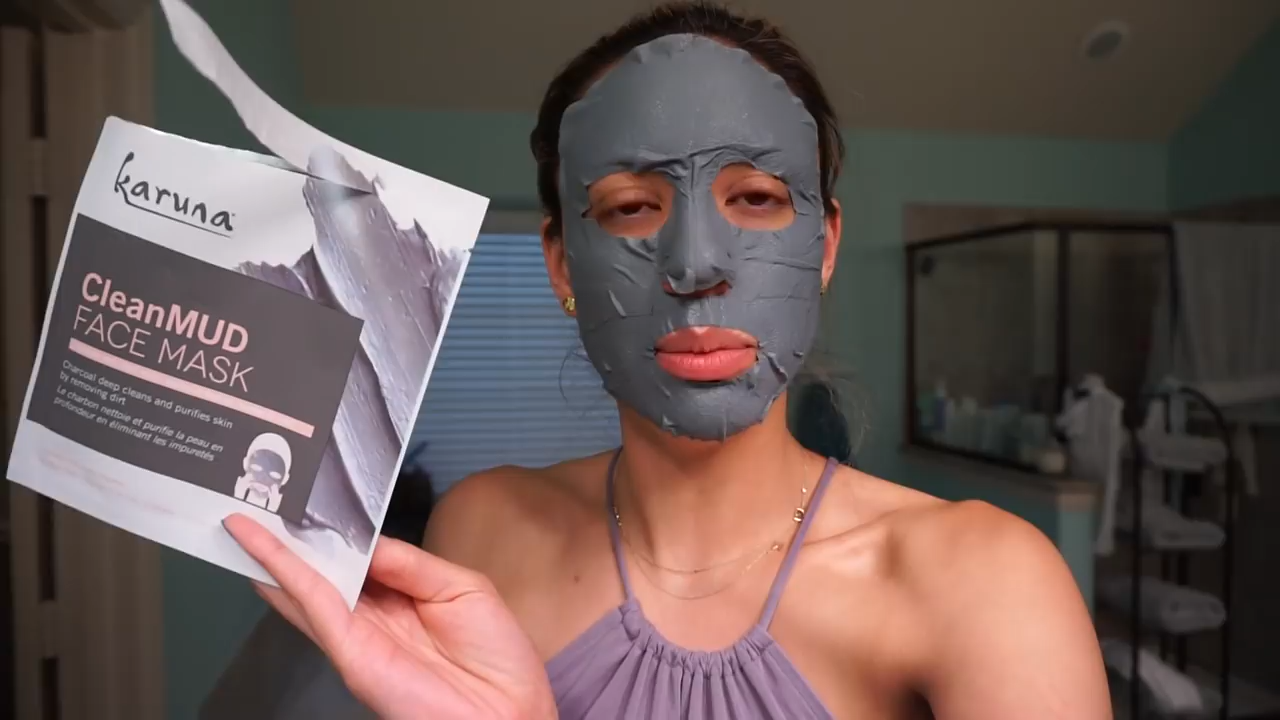 karuna
CleanMUD
FACE MASK
Charcoal deep cleans and purifies skin
by removing dirt
Le charbon nettoie et purifie la peau en
profondeur en éliminant les impuretés